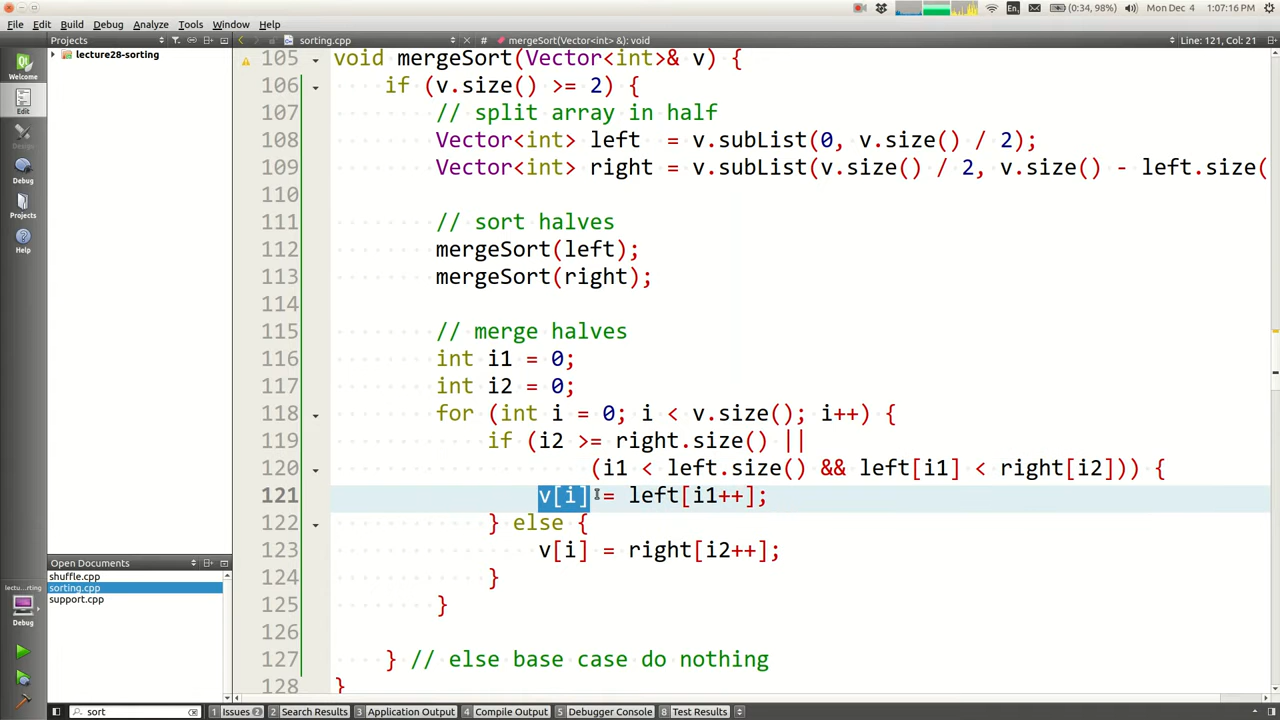 File Edit Build Debug Analyze Tools Window Help
En (0:34, 98%) Mon Dec 4 1:07:16 PM
Projects
sorting.cpp # mergeSort(Vector<int> &): void Line: 121, Col: 21
lecture28-sorting
Welcome
Edit
Design
Debug
Projects
Help
105 void mergeSort(Vector<int>& v) {
106 if (v.size() >= 2) {
107 // split array in half
108 Vector<int> left  = v.subList(0, v.size() / 2);
109 Vector<int> right = v.subList(v.size() / 2, v.size() - left.size(
110
111 // sort halves
112 mergeSort(left);
113 mergeSort(right);
114
115 // merge halves
116 int i1 = 0;
117 int i2 = 0;
118 for (int i = 0; i < v.size(); i++) {
119 if (i2 >= right.size() ||
120 (i1 < left.size() && left[i1] < right[i2])) {
121 v[i] = left[i1++];
122 } else {
123 v[i] = right[i2++];
124 }
125 }
126
127 } // else base case do nothing
128 }
Open Documents
shuffle.cpp
sorting.cpp
support.cpp
lectu...rting
Debug
sort
1 Issues 2 2 Search Results 3 Application Output 4 Compile Output 5 Debugger Console 8 Test Results